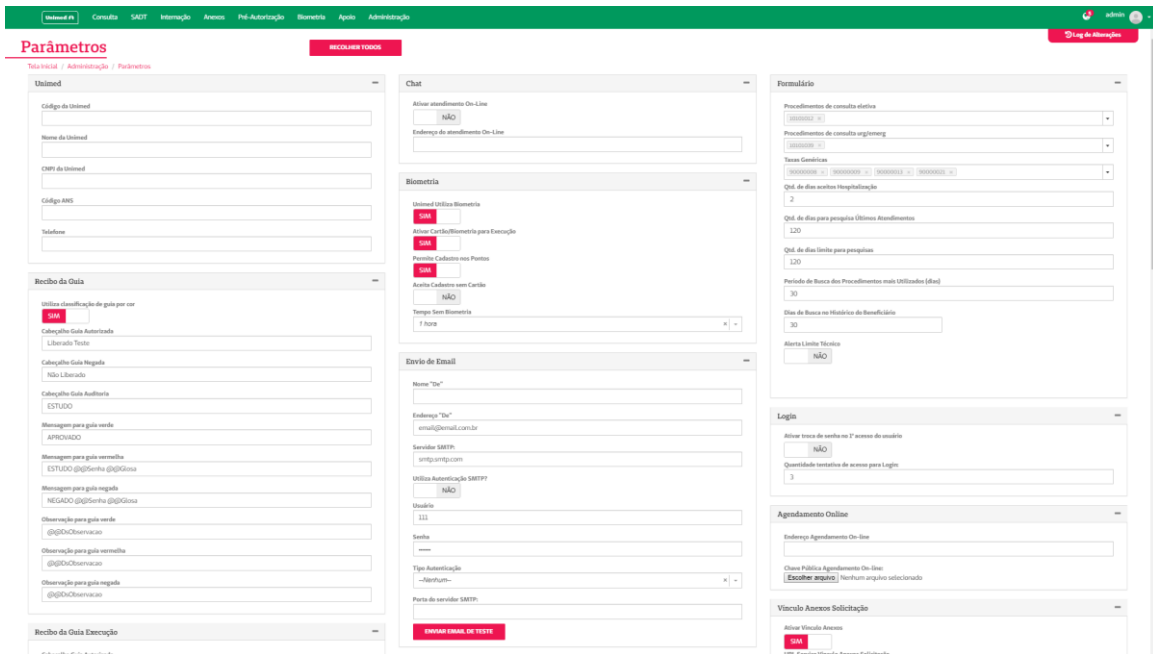 Consulta SADT Internação Anexos Pré-Autorização Biometria Apoio Administração
admin
Log de Alterações
Parâmetros
RECOLHER TODOS
Tela Inicial / Administração / Parâmetros
Unimed
Código da Unimed
Nome da Unimed
CNPJ da Unimed
Código ANS
Telefone
Recibo da Guia
Utiliza classificação de guia por cor
SIM
Cabeçalho Guia Autorizada
Liberado Teste
Cabeçalho Guia Negada
Não Liberado
Cabeçalho Guia Auditoria
ESTUDO
Mensagem para guia verde
APROVADO
Mensagem para guia vermelha
ESTUDO @@Senha @@Glosa
Mensagem para guia negada
NEGADO @@Senha @@Glosa
Observação para guia verde
@@DsObservacao
Observação para guia vermelha
@@DsObservacao
Observação para guia negada
@@DsObservacao
Recibo da Guia Execução
Chat
Ativar atendimento On-Line
NÃO
Endereço do atendimento On-Line
Biometria
Unimed Utiliza Biometria
SIM
Ativar Cartão/Biometria para Execução
SIM
Permite Cadastro nos Pontos
SIM
Aceita Cadastro sem Cartão
NÃO
Tempo Sem Biometria
1 hora
Envio de Email
Nome "De"
Endereço "De"
email@email.com.br
Servidor SMTP:
smtp.smtp.com
Utiliza Autenticação SMTP?
NÃO
Usuário
111
Senha
Tipo Autenticação
--Nenhum--
Porta do servidor SMTP:
ENVIAR EMAIL DE TESTE
Formulário
Procedimentos de consulta eletiva
Procedimentos de consulta urg/emerg
Taxas Genéricas
Qtd. de dias aceitos Hospitalização
2
Qtd. de dias para pesquisa Últimos Atendimentos
120
Qtd. de dias limite para pesquisas
120
Período de Busca dos Procedimentos mais Utilizados (dias)
30
Dias de Busca no Histórico do Beneficiário
30
Alerta Limite Técnico
NÃO
Login
Ativar troca de senha no 1º acesso do usuário
NÃO
Quantidade tentativa de acesso para Login:
3
Agendamento Online
Endereço Agendamento On-line
Chave Pública Agendamento On-line:
Escolher arquivo Nenhum arquivo selecionado
Vínculo Anexos Solicitação
Ativar Vínculo Anexos
SIM